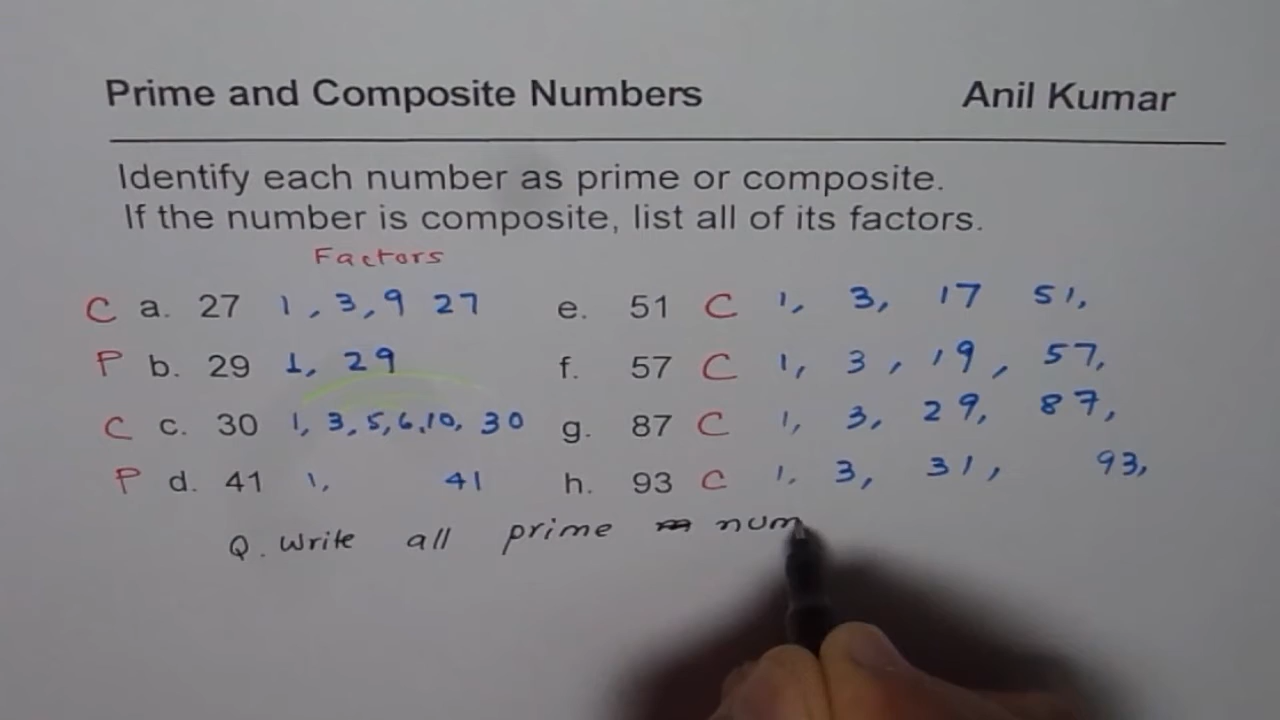 Prime and Composite Numbers Anil Kumar
Identify each number as prime or composite.
If the number is composite, list all of its factors.
Factors
C a. 27 1, 3, 9 27
P b. 29 1, 29
C c. 30 1, 3, 5, 6, 10, 30
P d. 41 1, 41
e. 51 C 1, 3, 17 51,
f. 57 C 1, 3, 19, 57,
g. 87 C 1, 3, 29, 87,
h. 93 C 1, 3, 31, 93,
Q. Write all prime num